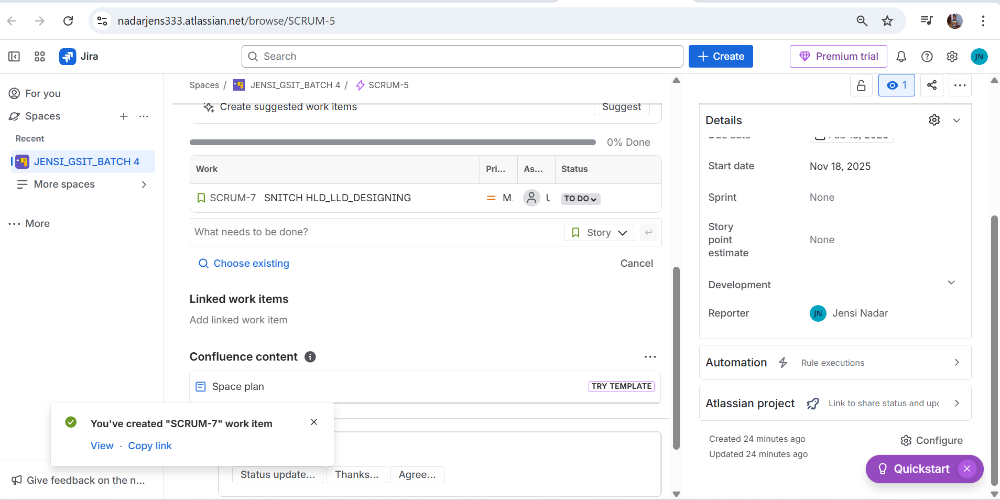 nadarjens333.atlassian.net/browse/SCRUM-5
Jira
Search
Create
Premium trial
JN
For you
Spaces
Recent
JENSI_GSIT_BATCH 4
More spaces
More
Give feedback on the n...
Spaces / JENSI_GSIT_BATCH 4 / SCRUM-5
1
Create suggested work items
Suggest
0% Done
Work Pri... As... Status
SCRUM-7 SNITCH HLD_LLD_DESIGNING M. TO DO
What needs to be done?
Story
Choose existing
Cancel
Linked work items
Add linked work item
Confluence content
Space plan
TRY TEMPLATE
You've created "SCRUM-7" work item
View · Copy link
Status update...
Thanks...
Agree...
Details
Start date
Nov 18, 2025
Sprint
None
Story
point
estimate
None
Development
Reporter
JN Jensi Nadar
Automation
Rule executions
Atlassian project
Link to share status and upd
Created 24 minutes ago
Updated 24 minutes ago
Configure
Quickstart